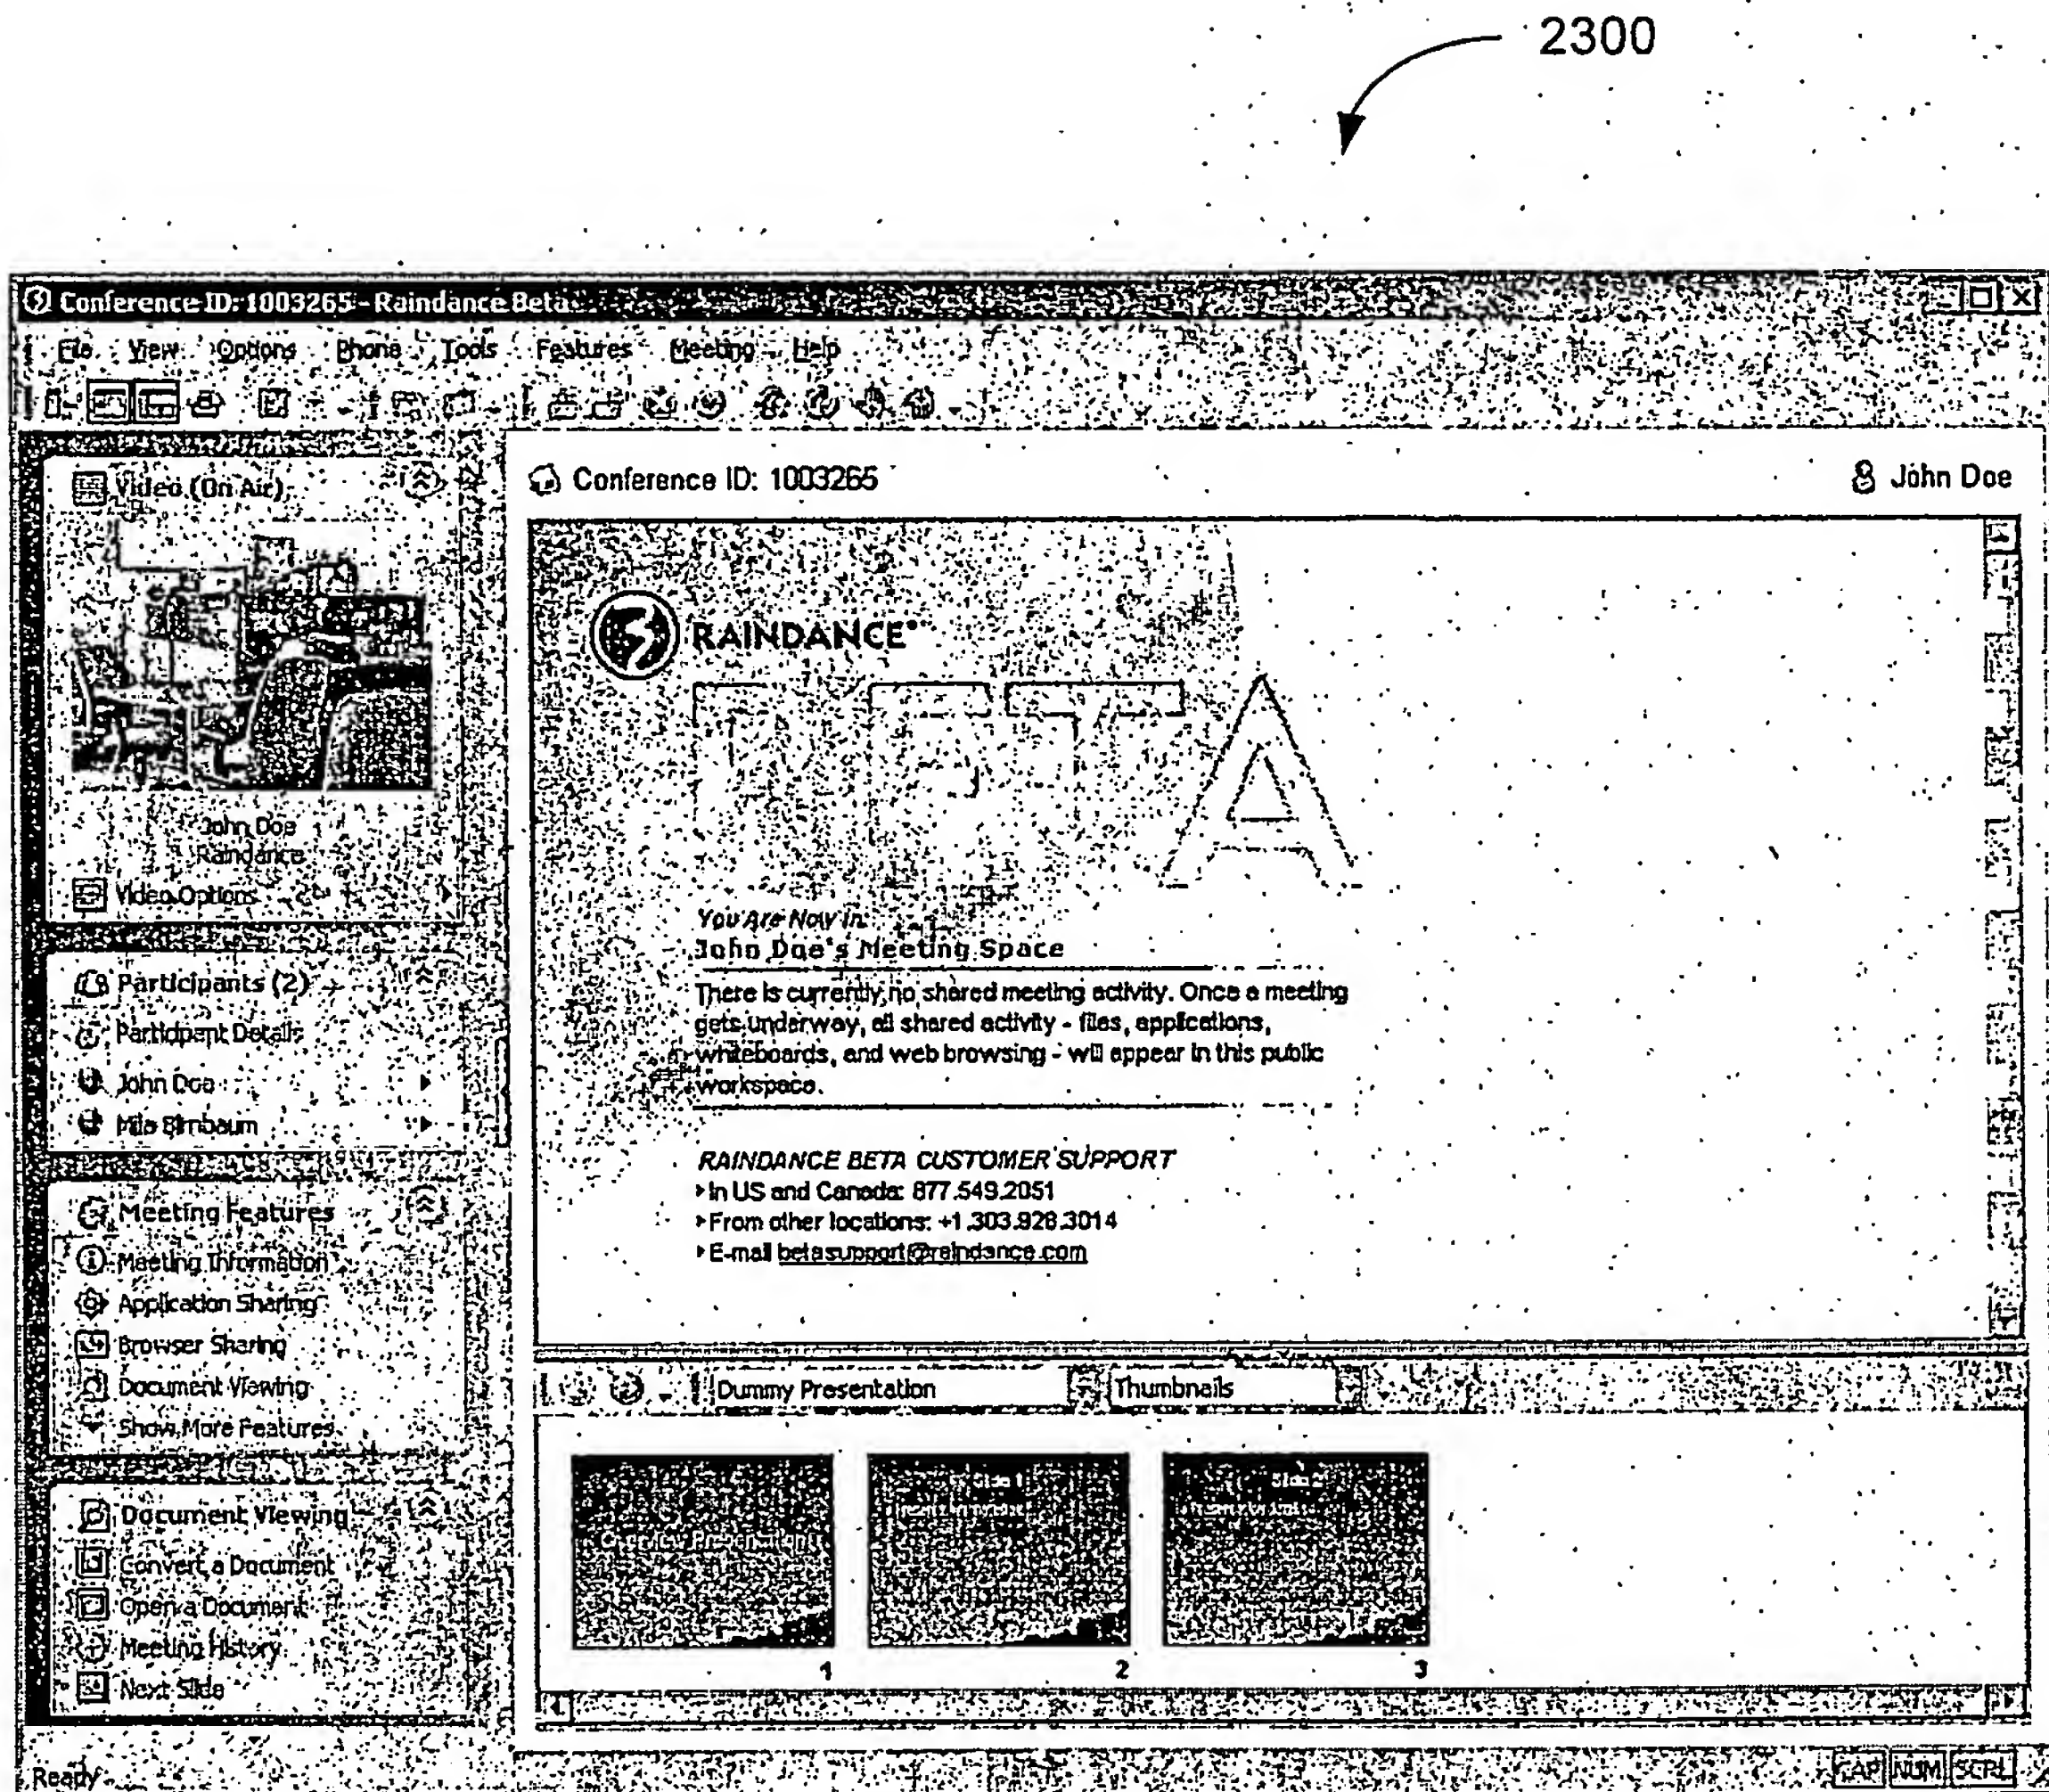 2300
Conference ID: 1003265 - Raindance Beta
File View Options Phone Tools Features Meeting Help
Video (On Air)
John Doe
Raindance
Video Options
Participants (2)
Participant Details
John Doe
Mila Birnbaum
Meeting Features
Meeting Information
Application Sharing
Browser Sharing
Document Viewing
Show More Features
Document Viewing
Convert a Document
Open a Document
Meeting History
Next Slide
Conference ID: 1003265
John Doe
RAINDANCE
BETA
You Are Now in
John Doe's Meeting Space
There is currently no shared meeting activity. Once a meeting
gets underway, all shared activity - files, applications,
whiteboards, and web browsing - will appear in this public
workspace.
RAINDANCE BETA CUSTOMER SUPPORT
In US and Canada: 877.549.2051
From other locations: +1.303.928.3014
E-mail betasupport@raindance.com
Dummy Presentation
Thumbnails
Slide 1
Slide
1 2 3
Ready
CAP NUM SCRL